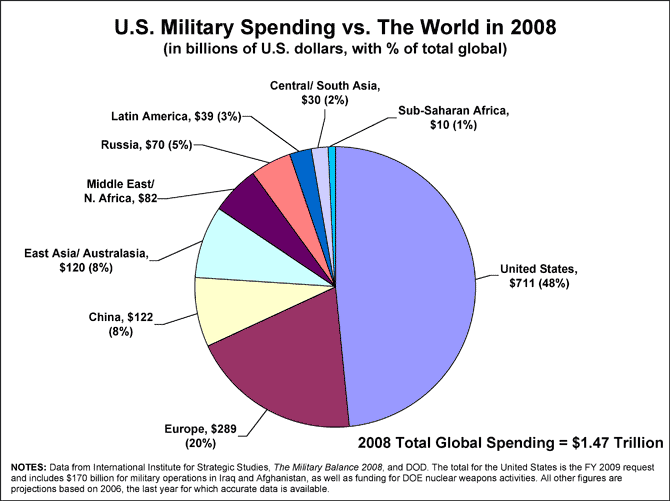 U.S. Military Spending vs. The World in 2008
(in billions of U.S. dollars, with % of total global)
Central/ South Asia,
$30 (2%)
Sub-Saharan Africa,
$10 (1%)
Latin America, $39 (3%)
Russia, $70 (5%)
Middle East/
N. Africa, $82
East Asia/ Australasia,
$120 (8%)
United States,
$711 (48%)
China, $122
(8%)
Europe, $289
(20%)
2008 Total Global Spending = $1.47 Trillion
NOTES: Data from International Institute for Strategic Studies, The Military Balance 2008, and DOD. The total for the United States is the FY 2009 request
and includes $170 billion for military operations in Iraq and Afghanistan, as well as funding for DOE nuclear weapons activities. All other figures are
projections based on 2006, the last year for which accurate data is available.